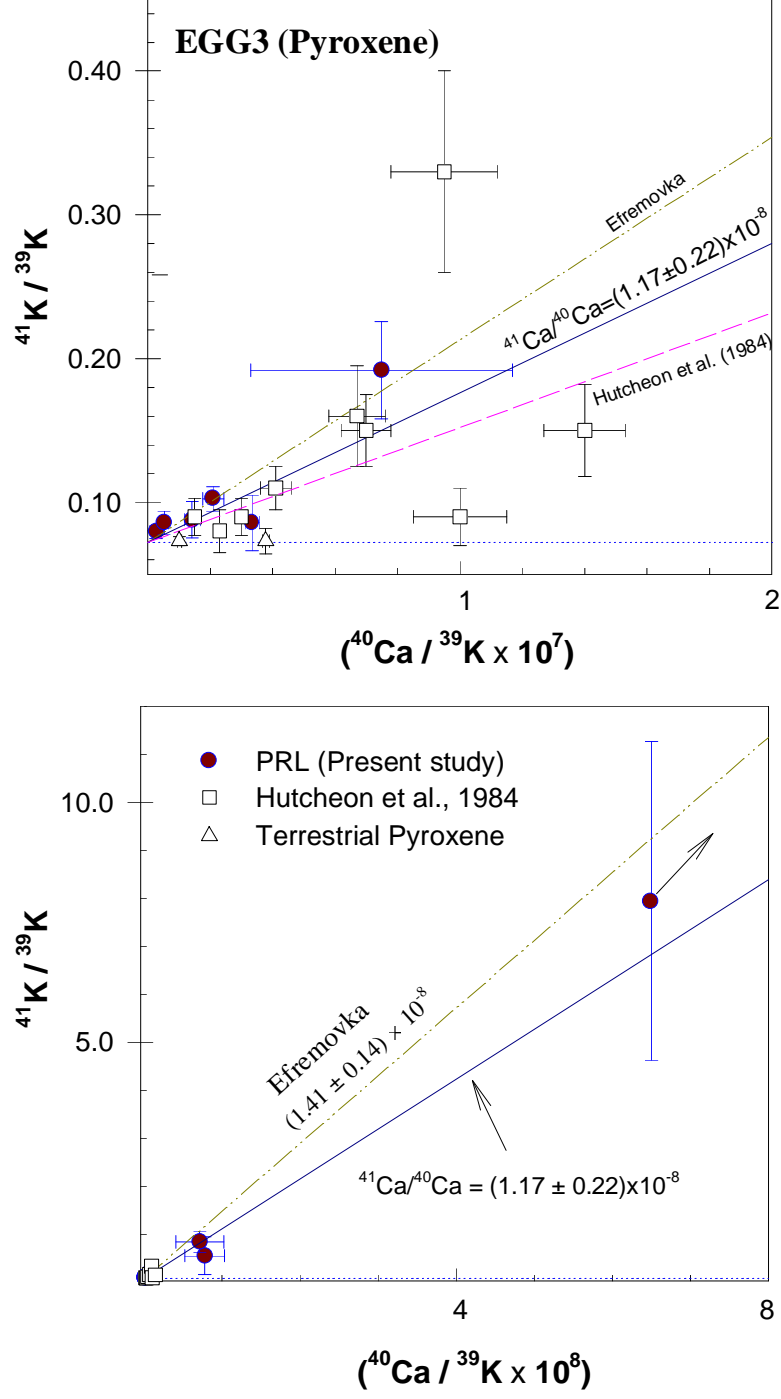 EGG3 (Pyroxene)
0.40
0.30
0.20
0.10
⁴¹K / ³⁹K
Efremovka
⁴¹Ca/⁴⁰Ca=(1.17±0.22)x10⁻⁸
Hutcheon et al. (1984)
1
2
(⁴⁰Ca / ³⁹K x 10⁷)
PRL (Present study)
Hutcheon et al., 1984
Terrestrial Pyroxene
10.0
5.0
⁴¹K / ³⁹K
Efremovka
(1.41 ± 0.14) × 10⁻⁸
⁴¹Ca/⁴⁰Ca = (1.17 ± 0.22)x10⁻⁸
4
8
(⁴⁰Ca / ³⁹K x 10⁸)